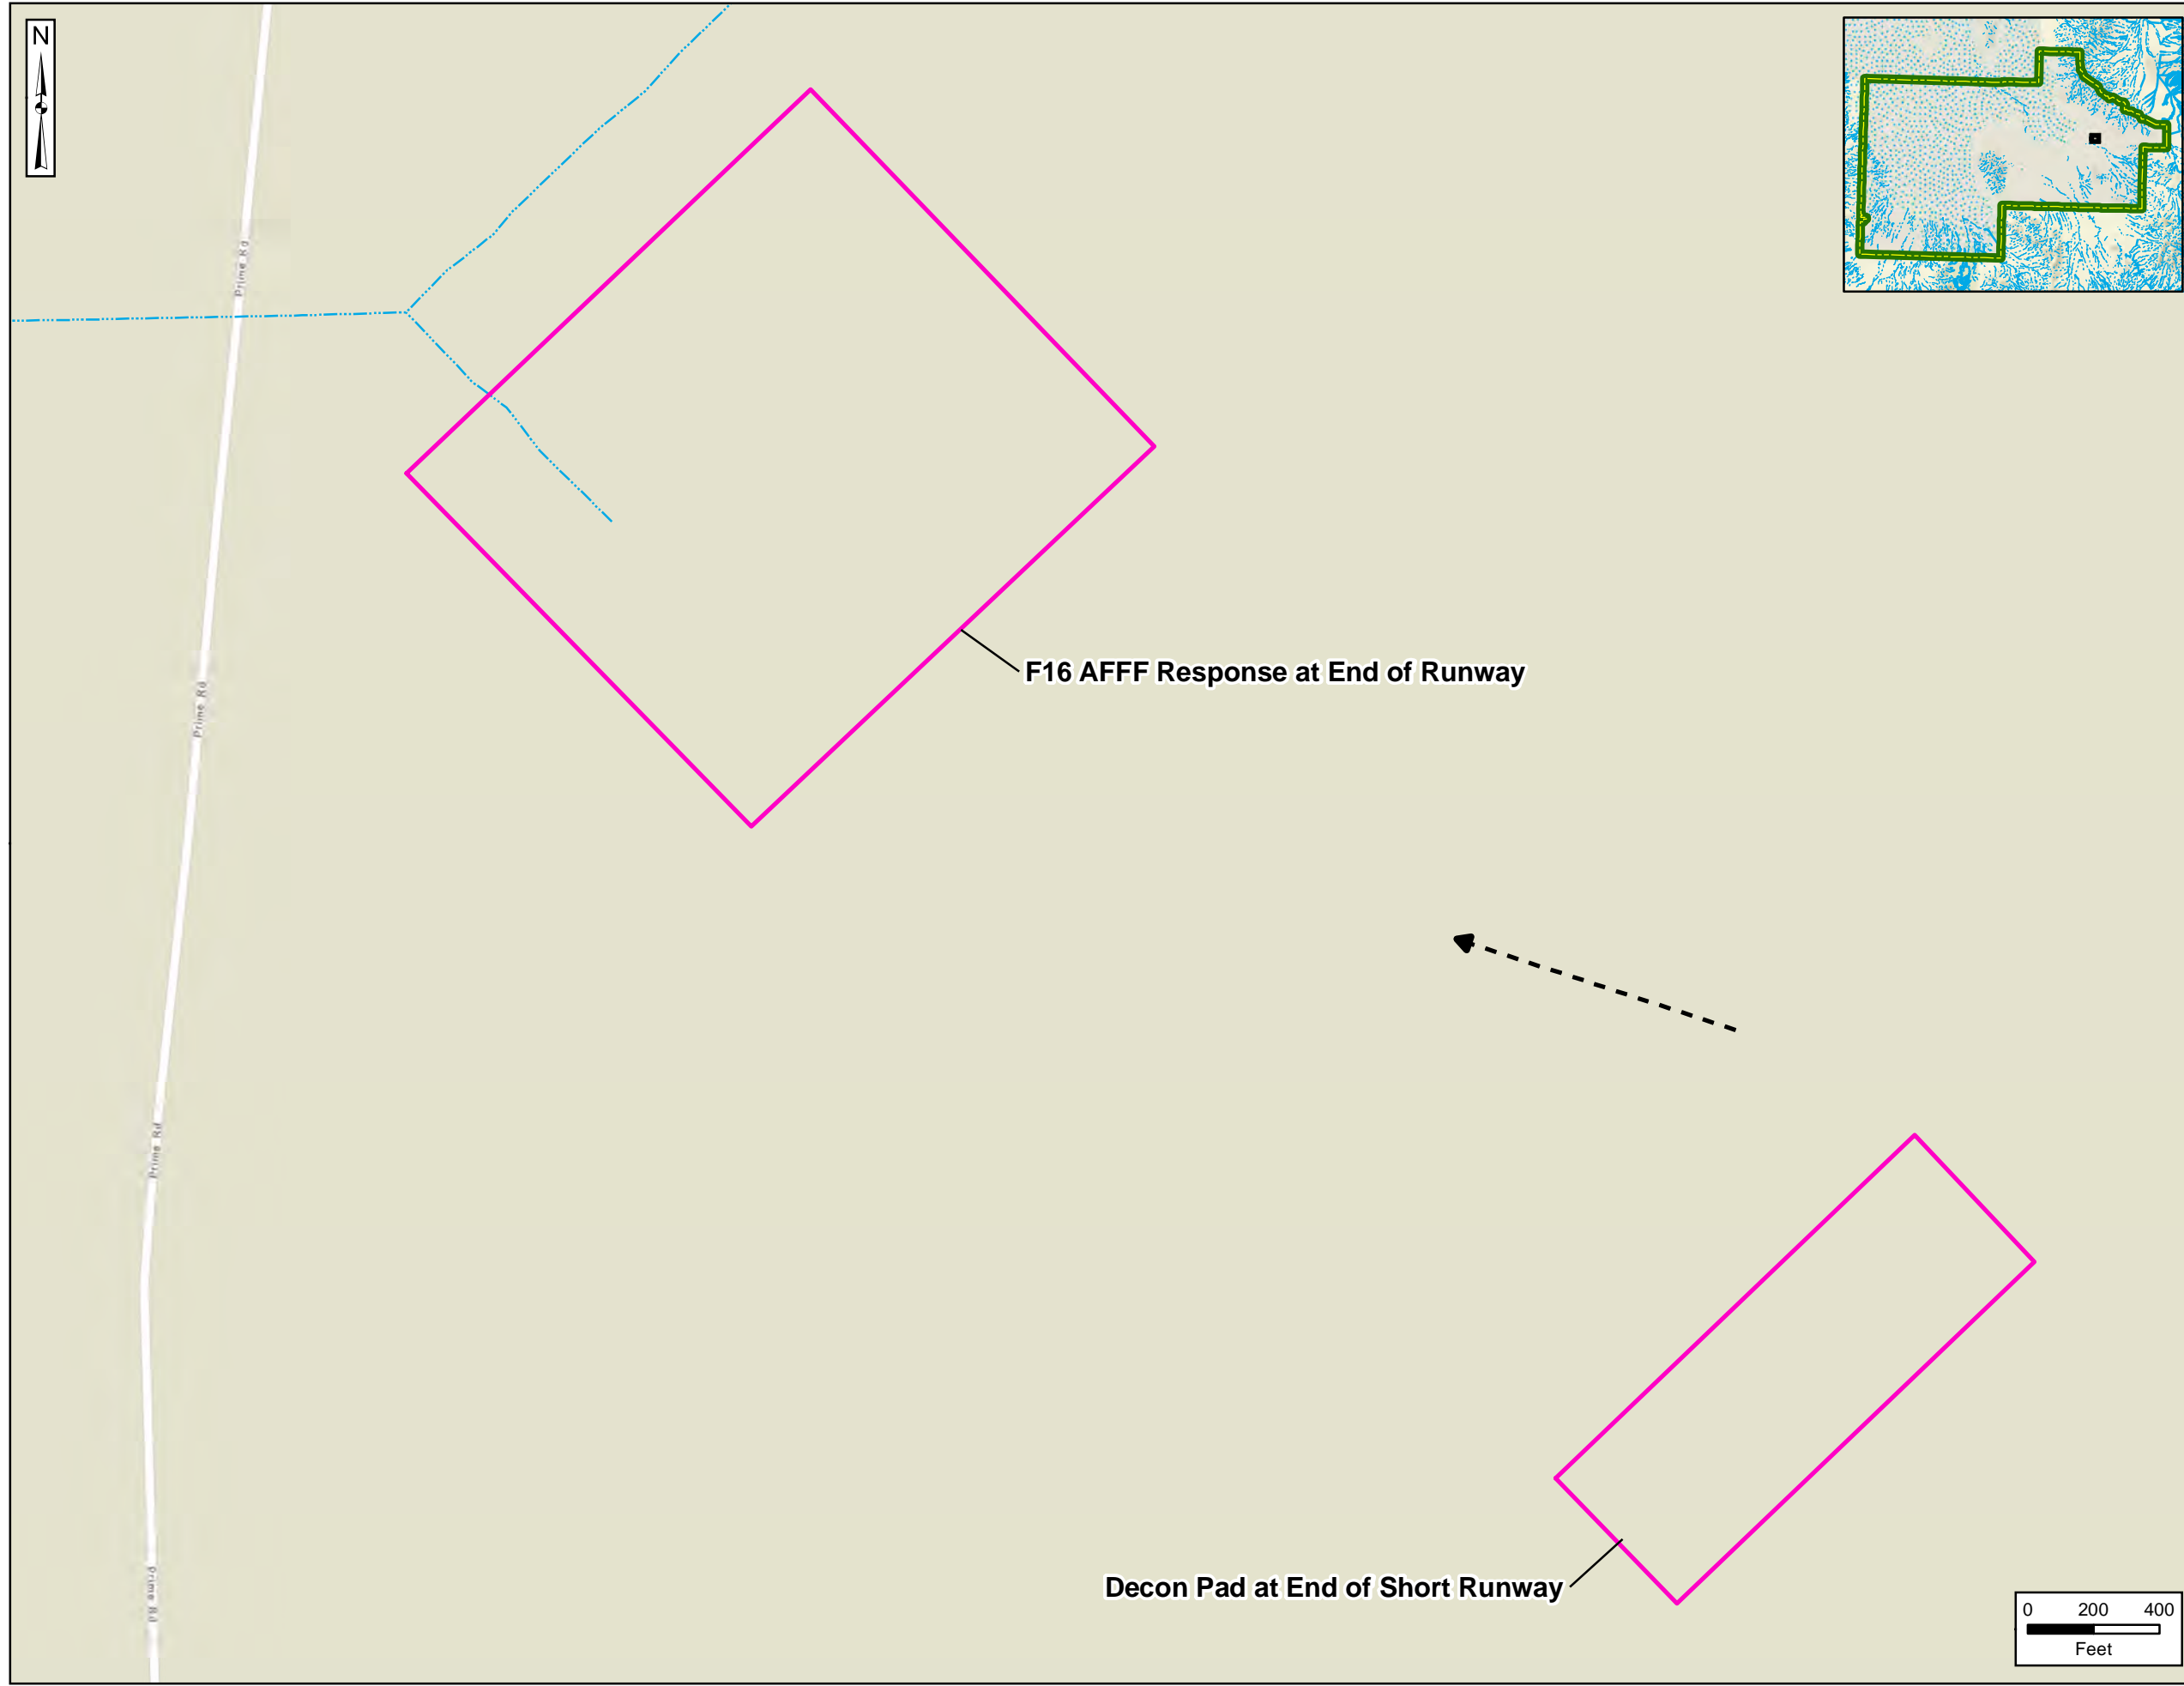 N
Prime Rd
Prime Rd
F16 AFFF Response at End of Runway
Prime Rd
Decon Pad at End of Short Runway
Prime Rd
0 200 400
Feet